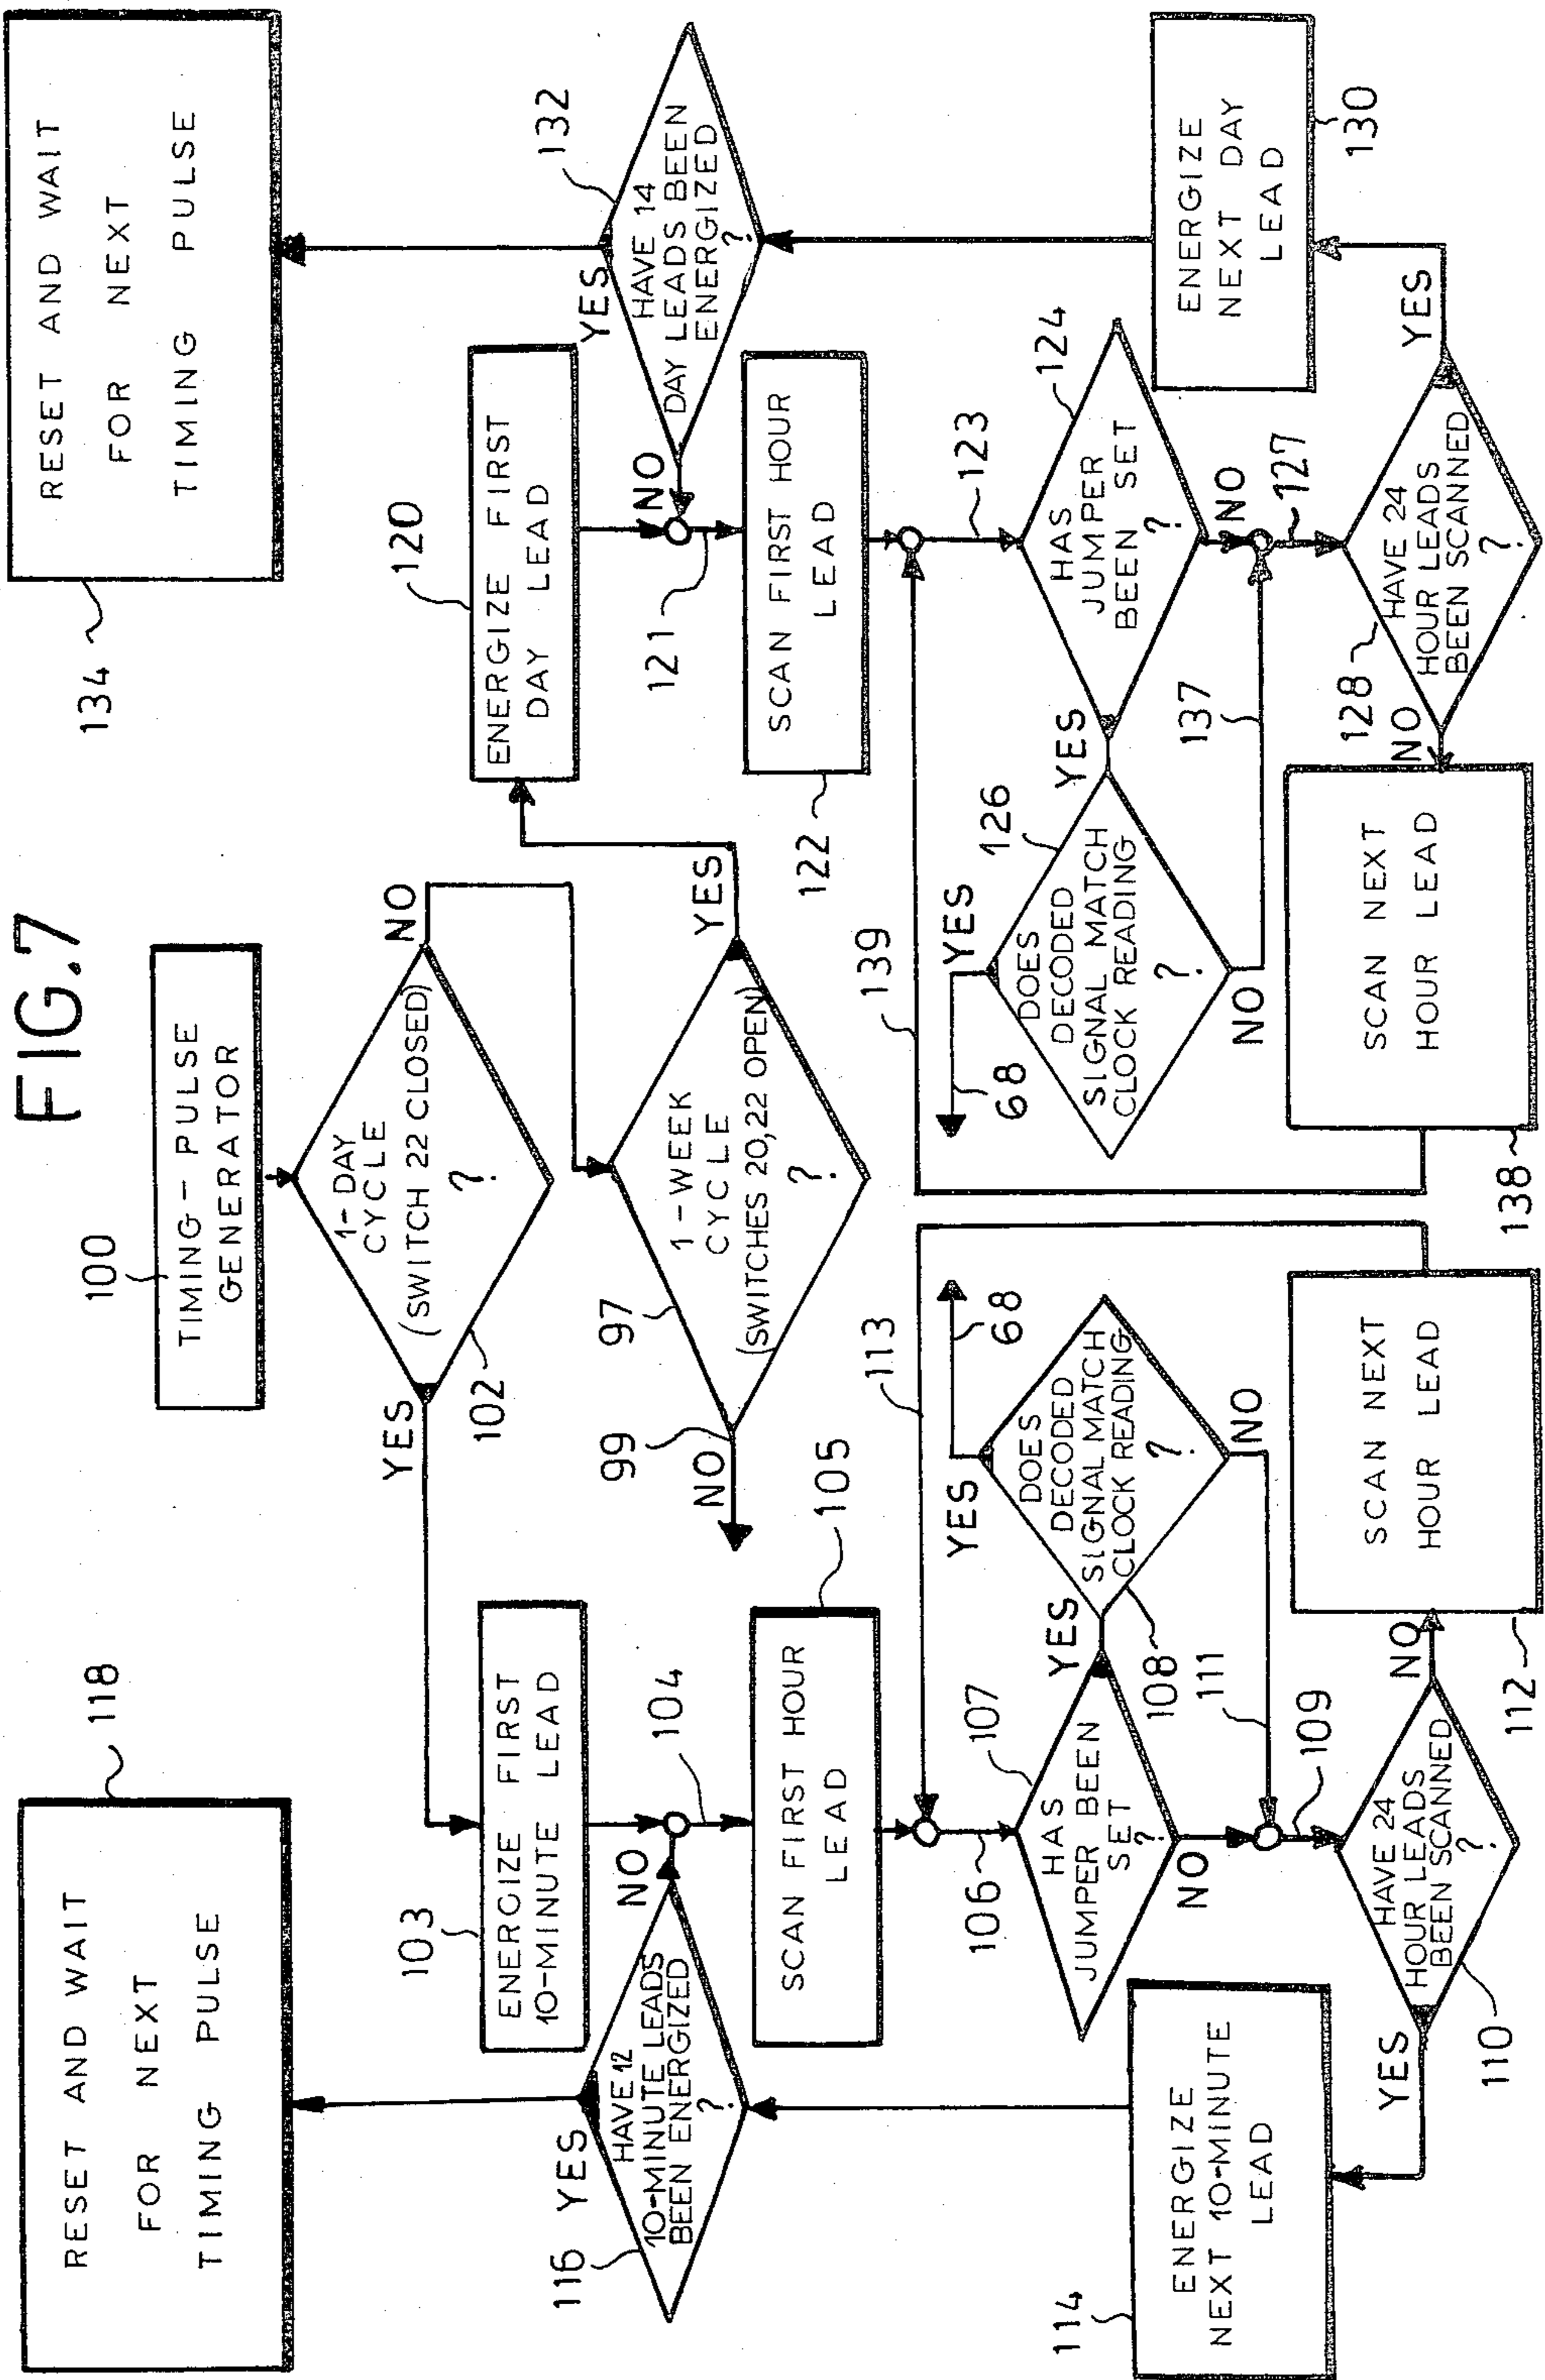 FIG.7
100
TIMING-PULSE
GENERATOR
1-DAY
CYCLE
(SWITCH 22 CLOSED)
?
102
YES
NO
97
1-WEEK
CYCLE
(SWITCHES 20,22 OPEN)
?
99
NO
YES
118
RESET AND WAIT
FOR NEXT
TIMING PULSE
103
ENERGIZE FIRST
10-MINUTE LEAD
116
YES
HAVE 12
10-MINUTE LEADS
BEEN ENERGIZED
?
NO
104
105
SCAN FIRST HOUR
LEAD
113
106
107
HAS
JUMPER BEEN
SET
?
YES
NO
68
YES
DOES
DECODED
SIGNAL MATCH
CLOCK READING
?
NO
108
111
109
114
ENERGIZE
NEXT 10-MINUTE
LEAD
YES
HAVE 24
HOUR LEADS
BEEN SCANNED
?
110
NO
112
SCAN NEXT
HOUR LEAD
134
RESET AND WAIT
FOR NEXT
TIMING PULSE
120
ENERGIZE FIRST
DAY LEAD
132
YES
HAVE 14
DAY LEADS BEEN
ENERGIZED
?
NO
121
122
SCAN FIRST HOUR
LEAD
139
123
124
HAS
JUMPER
BEEN SET
?
YES
NO
68
YES
126
DOES
DECODED
SIGNAL MATCH
CLOCK READING
?
NO
137
127
130
ENERGIZE
NEXT DAY
LEAD
128
HAVE 24
HOUR LEADS
BEEN SCANNED
?
NO
YES
138
SCAN NEXT
HOUR LEAD